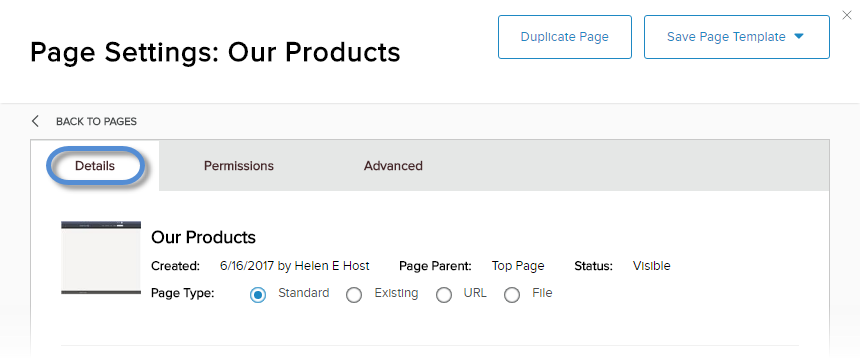 Page Settings: Our Products
Duplicate Page
Save Page Template
BACK TO PAGES
Details Permissions Advanced
Our Products
Created: 6/16/2017 by Helen E Host Page Parent: Top Page Status: Visible
Page Type: Standard Existing URL File